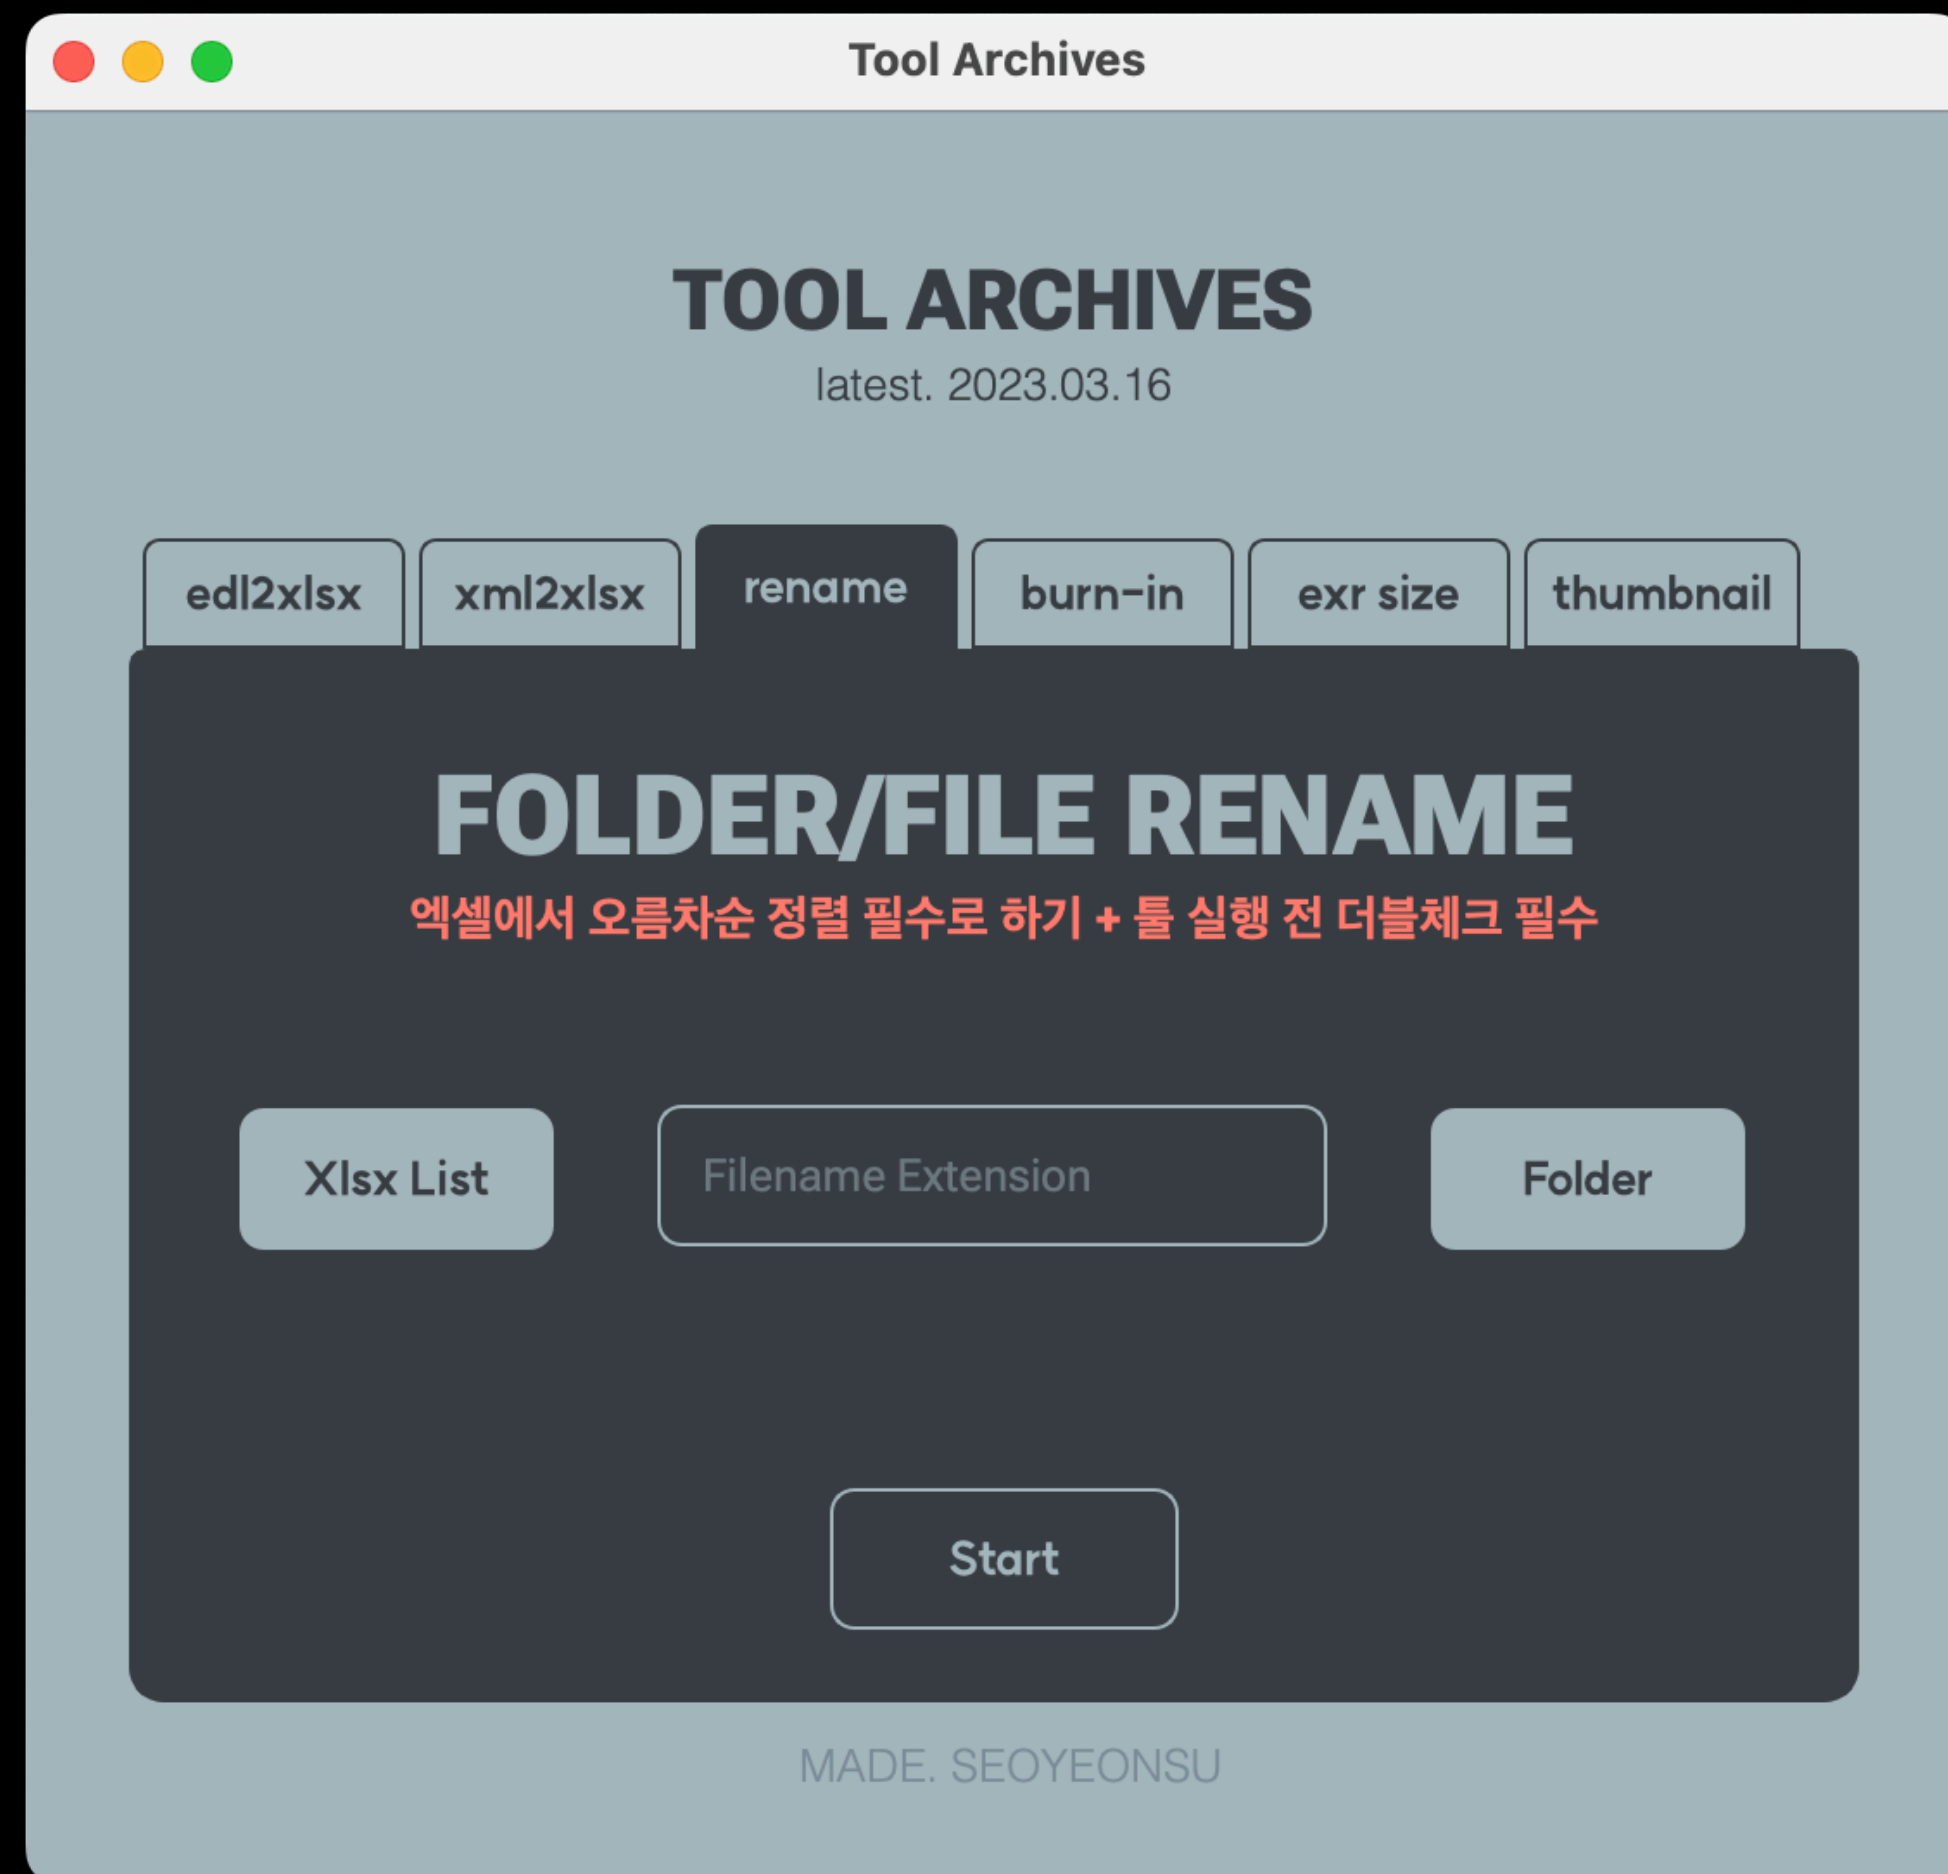 Tool Archives
TOOL ARCHIVES
latest. 2023.03.16
edl2xlsx xml2xlsx rename burn-in exr size thumbnail
FOLDER/FILE RENAME
엑셀에서 오름차순 정렬 필수로 하기 + 툴 실행 전 더블체크 필수
Xlsx List Filename Extension Folder
Start
MADE. SEOYEONSU